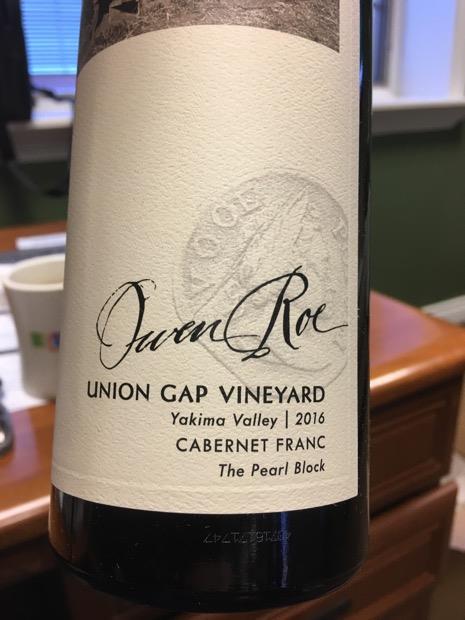 Owen Roe
UNION GAP VINEYARD
Yakima Valley | 2016
CABERNET FRANC
The Pearl Block